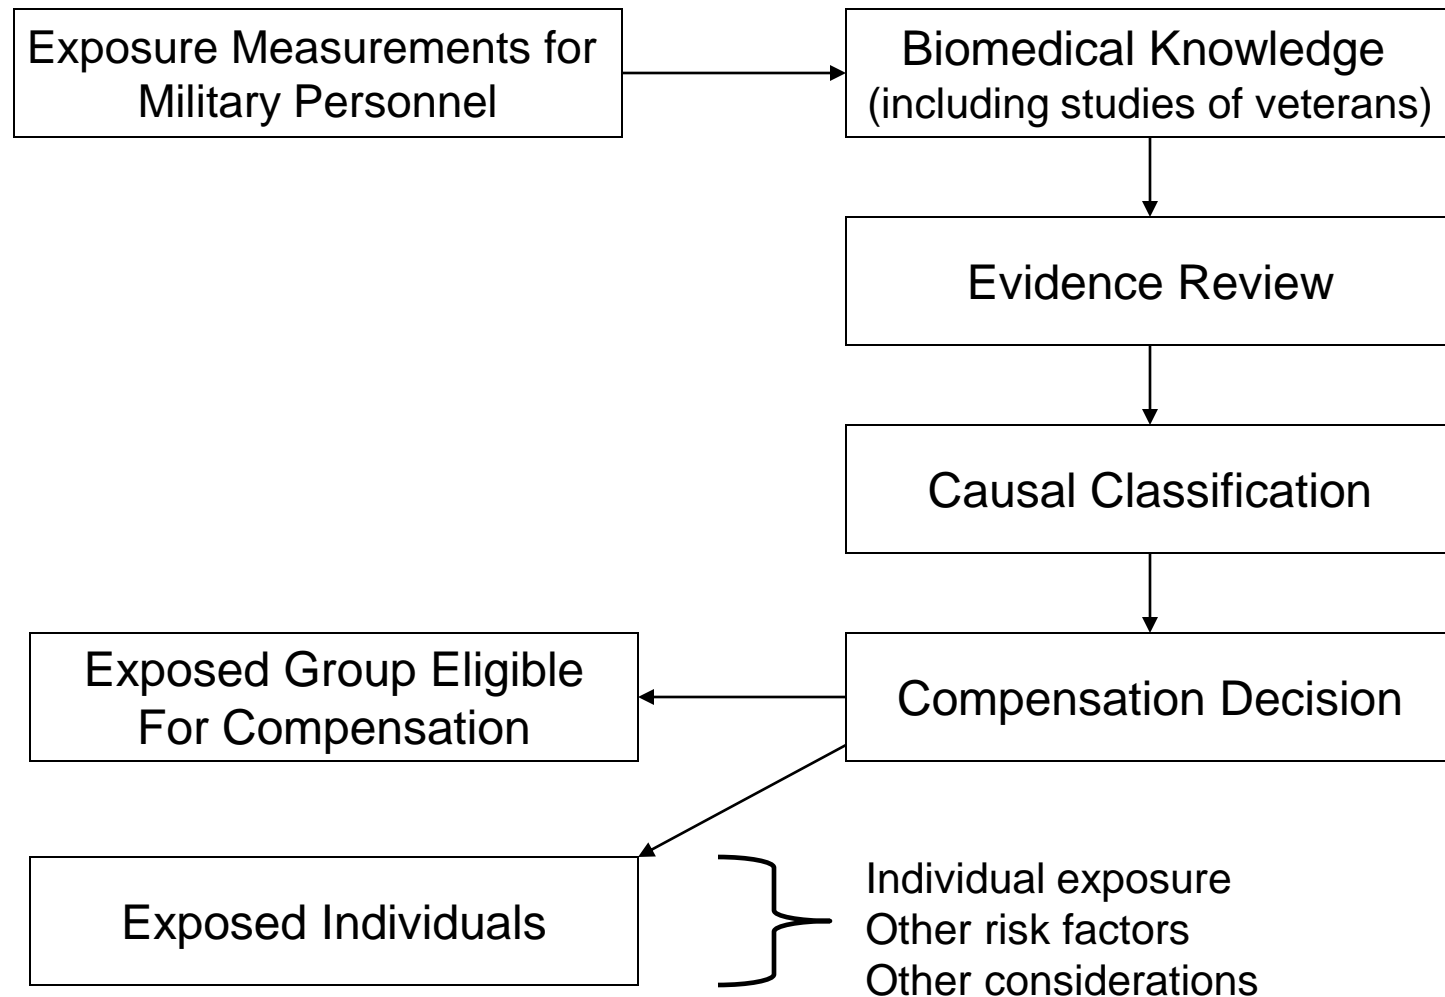 Exposure Measurements for
Military Personnel
Biomedical Knowledge
(including studies of veterans)
Evidence Review
Causal Classification
Exposed Group Eligible
For Compensation
Compensation Decision
Exposed Individuals
Individual exposure
Other risk factors
Other considerations